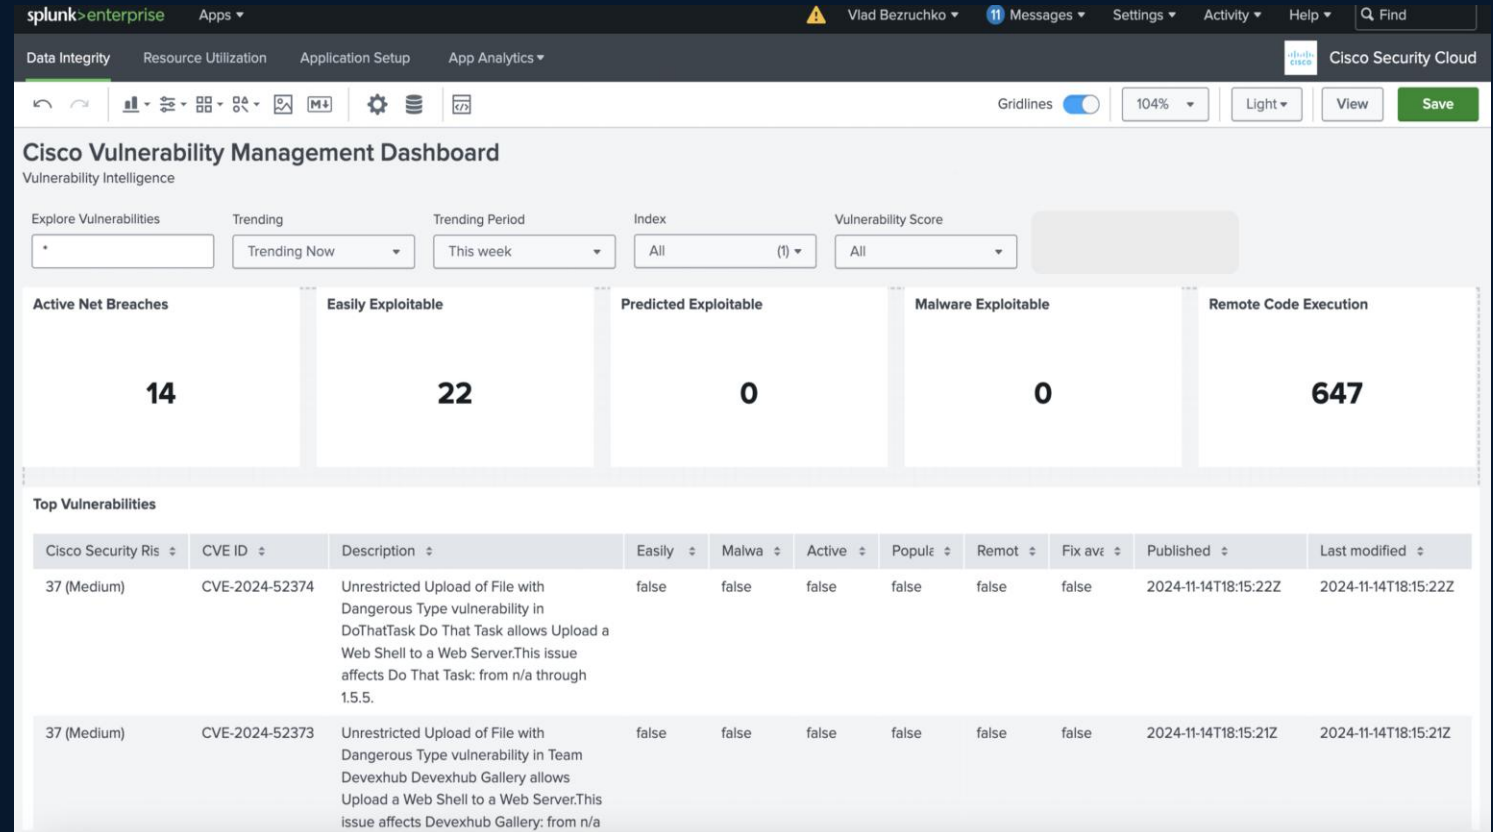 splunk>enterprise Apps Vlad Bezruchko 11 Messages Settings Activity Help Find
Data Integrity Resource Utilization Application Setup App Analytics CISCO Cisco Security Cloud
M Gridlines 104% Light View Save
Cisco Vulnerability Management Dashboard
Vulnerability Intelligence
Explore Vulnerabilities Trending Trending Period Index Vulnerability Score
* Trending Now This week All (1) All
Active Net Breaches Easily Exploitable Predicted Exploitable Malware Exploitable Remote Code Execution
14 22 0 0 647
Top Vulnerabilities
Cisco Security Ris CVE ID Description Easily Malwa Active Popula Remot Fix ava Published Last modified
37 (Medium) CVE-2024-52374 Unrestricted Upload of File with false false false false false false 2024-11-14T18:15:22Z 2024-11-14T18:15:22Z
Dangerous Type vulnerability in
DoThatTask Do That Task allows Upload a
Web Shell to a Web Server.This issue
affects Do That Task: from n/a through
1.5.5.
37 (Medium) CVE-2024-52373 Unrestricted Upload of File with false false false false false false 2024-11-14T18:15:21Z 2024-11-14T18:15:21Z
Dangerous Type vulnerability in Team
Devexhub Devexhub Gallery allows
Upload a Web Shell to a Web Server.This
issue affects Devexhub Gallery: from n/a